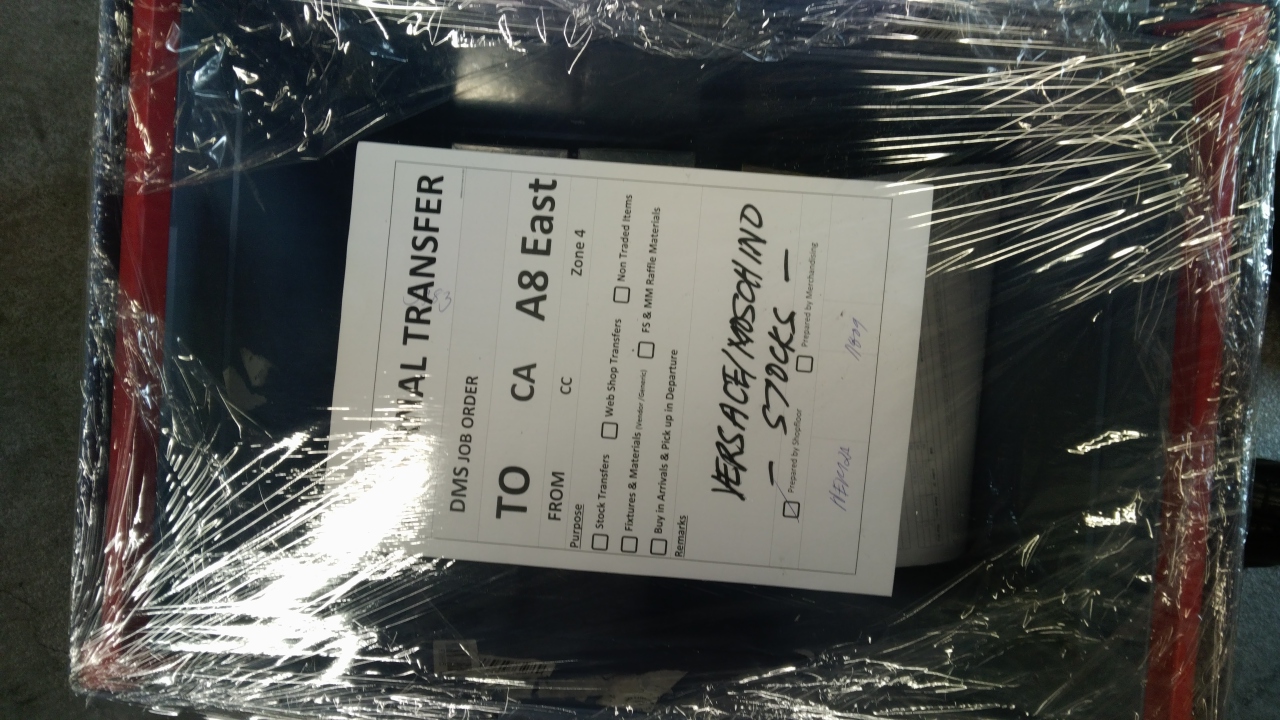 TRANSFER
DMS JOB ORDER
TO CA A8 East
FROM CC Zone 4
Purpose
Stock Transfers Web Shop Transfers Non Traded Items
Fixtures & Materials (Vendor /Generic) FS & MM Raffle Materials
Buy in Arrivals & Pick up in Departure
Remarks
VERSACE/MOSCHINO
- STOCKS -
Prepared by Shopfloor Prepared by Merchandising